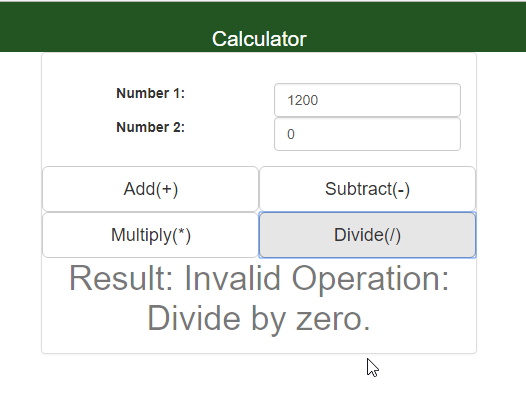 Calculator
Number 1:
1200
Number 2:
0
Add(+)
Subtract(-)
Multiply(*)
Divide(/)
Result: Invalid Operation:
Divide by zero.